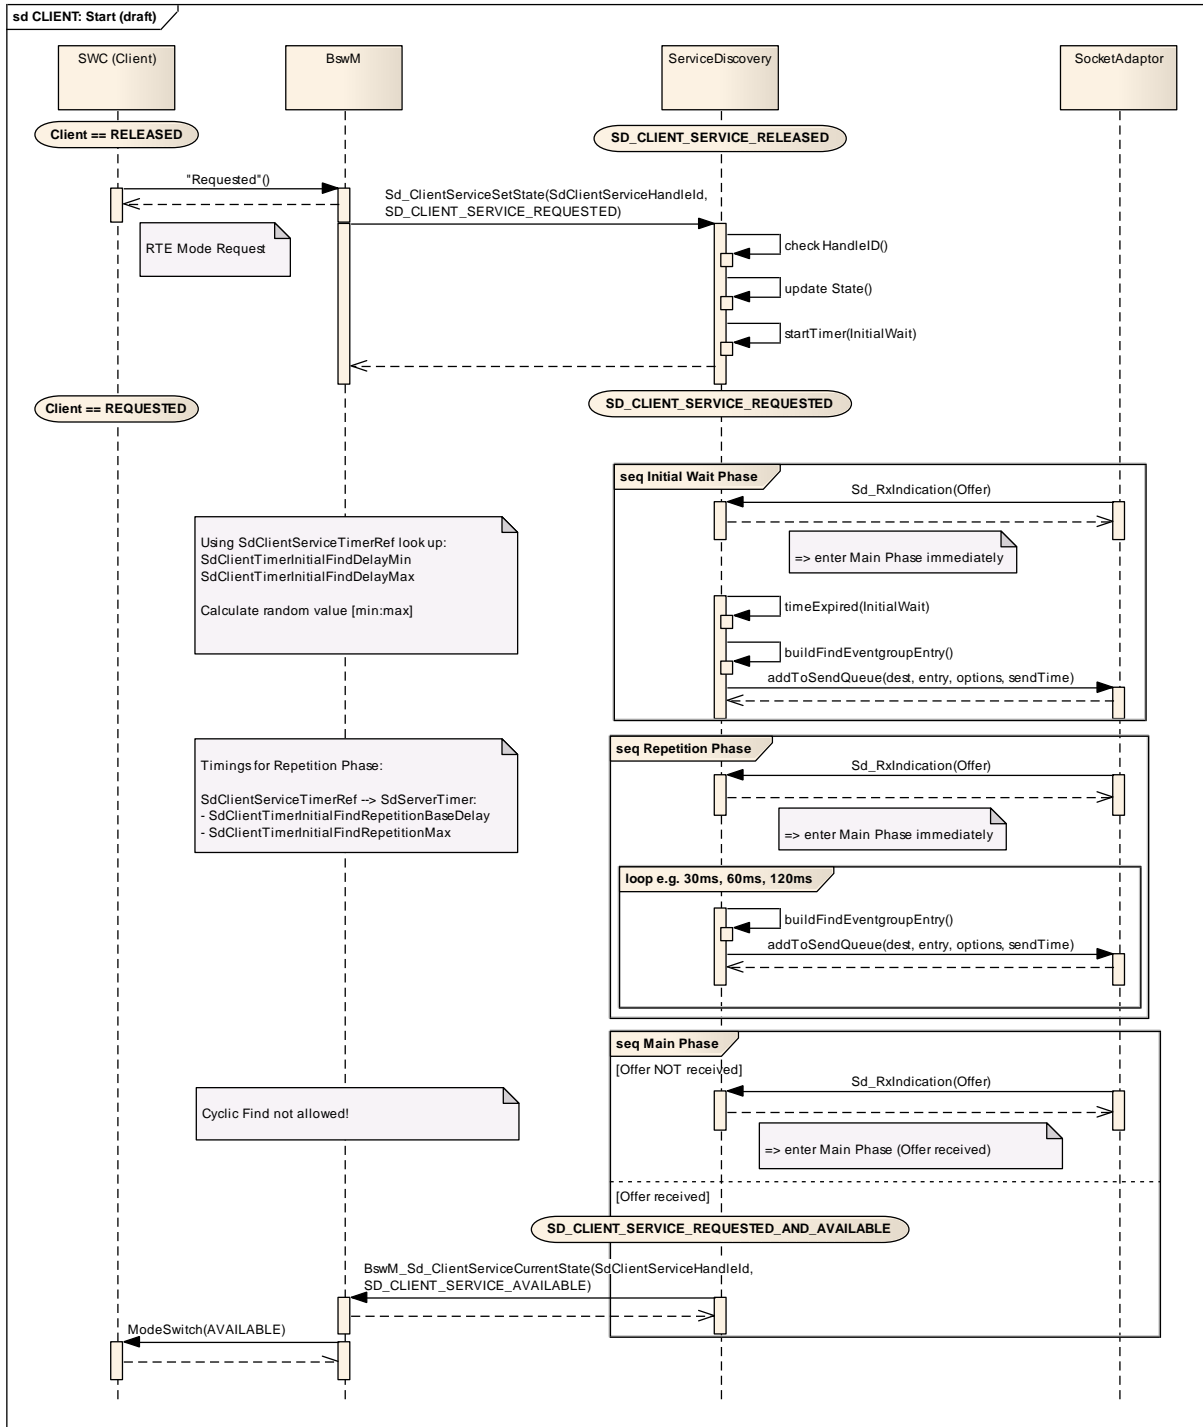 sd CLIENT: Start (draft)
SWC (Client)
BswM
ServiceDiscovery
SocketAdaptor
Client == RELEASED
SD_CLIENT_SERVICE_RELEASED
"Requested"()
Sd_ClientServiceSetState(SdClientServiceHandleId,
SD_CLIENT_SERVICE_REQUESTED)
RTE Mode Request
check HandleID()
update State()
startTimer(InitialWait)
Client == REQUESTED
SD_CLIENT_SERVICE_REQUESTED
seq Initial Wait Phase
Sd_RxIndication(Offer)
=> enter Main Phase immediately
Using SdClientServiceTimerRef look up:
SdClientTimerInitialFindDelayMin
SdClientTimerInitialFindDelayMax
Calculate random value [min:max]
timeExpired(InitialWait)
buildFindEventgroupEntry()
addToSendQueue(dest, entry, options, sendTime)
seq Repetition Phase
Sd_RxIndication(Offer)
=> enter Main Phase immediately
Timings for Repetition Phase:
SdClientServiceTimerRef --> SdServerTimer:
- SdClientTimerInitialFindRepetitionBaseDelay
- SdClientTimerInitialFindRepetitionMax
loop e.g. 30ms, 60ms, 120ms
buildFindEventgroupEntry()
addToSendQueue(dest, entry, options, sendTime)
seq Main Phase
[Offer NOT received]
Sd_RxIndication(Offer)
Cyclic Find not allowed!
=> enter Main Phase (Offer received)
[Offer received]
SD_CLIENT_SERVICE_REQUESTED_AND_AVAILABLE
BswM_Sd_ClientServiceCurrentState(SdClientServiceHandleId,
SD_CLIENT_SERVICE_AVAILABLE)
ModeSwitch(AVAILABLE)